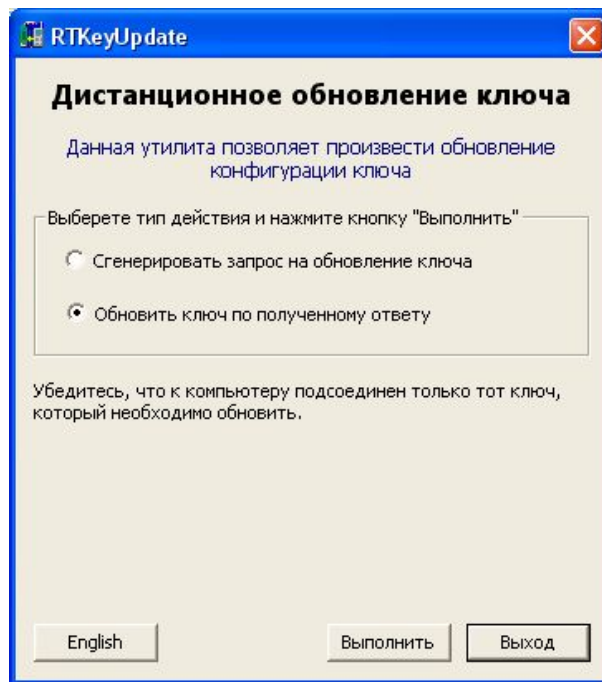 RTKeyUpdate
Дистанционное обновление ключа
Данная утилита позволяет произвести обновление
конфигурации ключа
Выберете тип действия и нажмите кнопку "Выполнить"
Сгенерировать запрос на обновление ключа
Обновить ключ по полученному ответу
Убедитесь, что к компьютеру подсоединен только тот ключ,
который необходимо обновить.
English
Выполнить
Выход